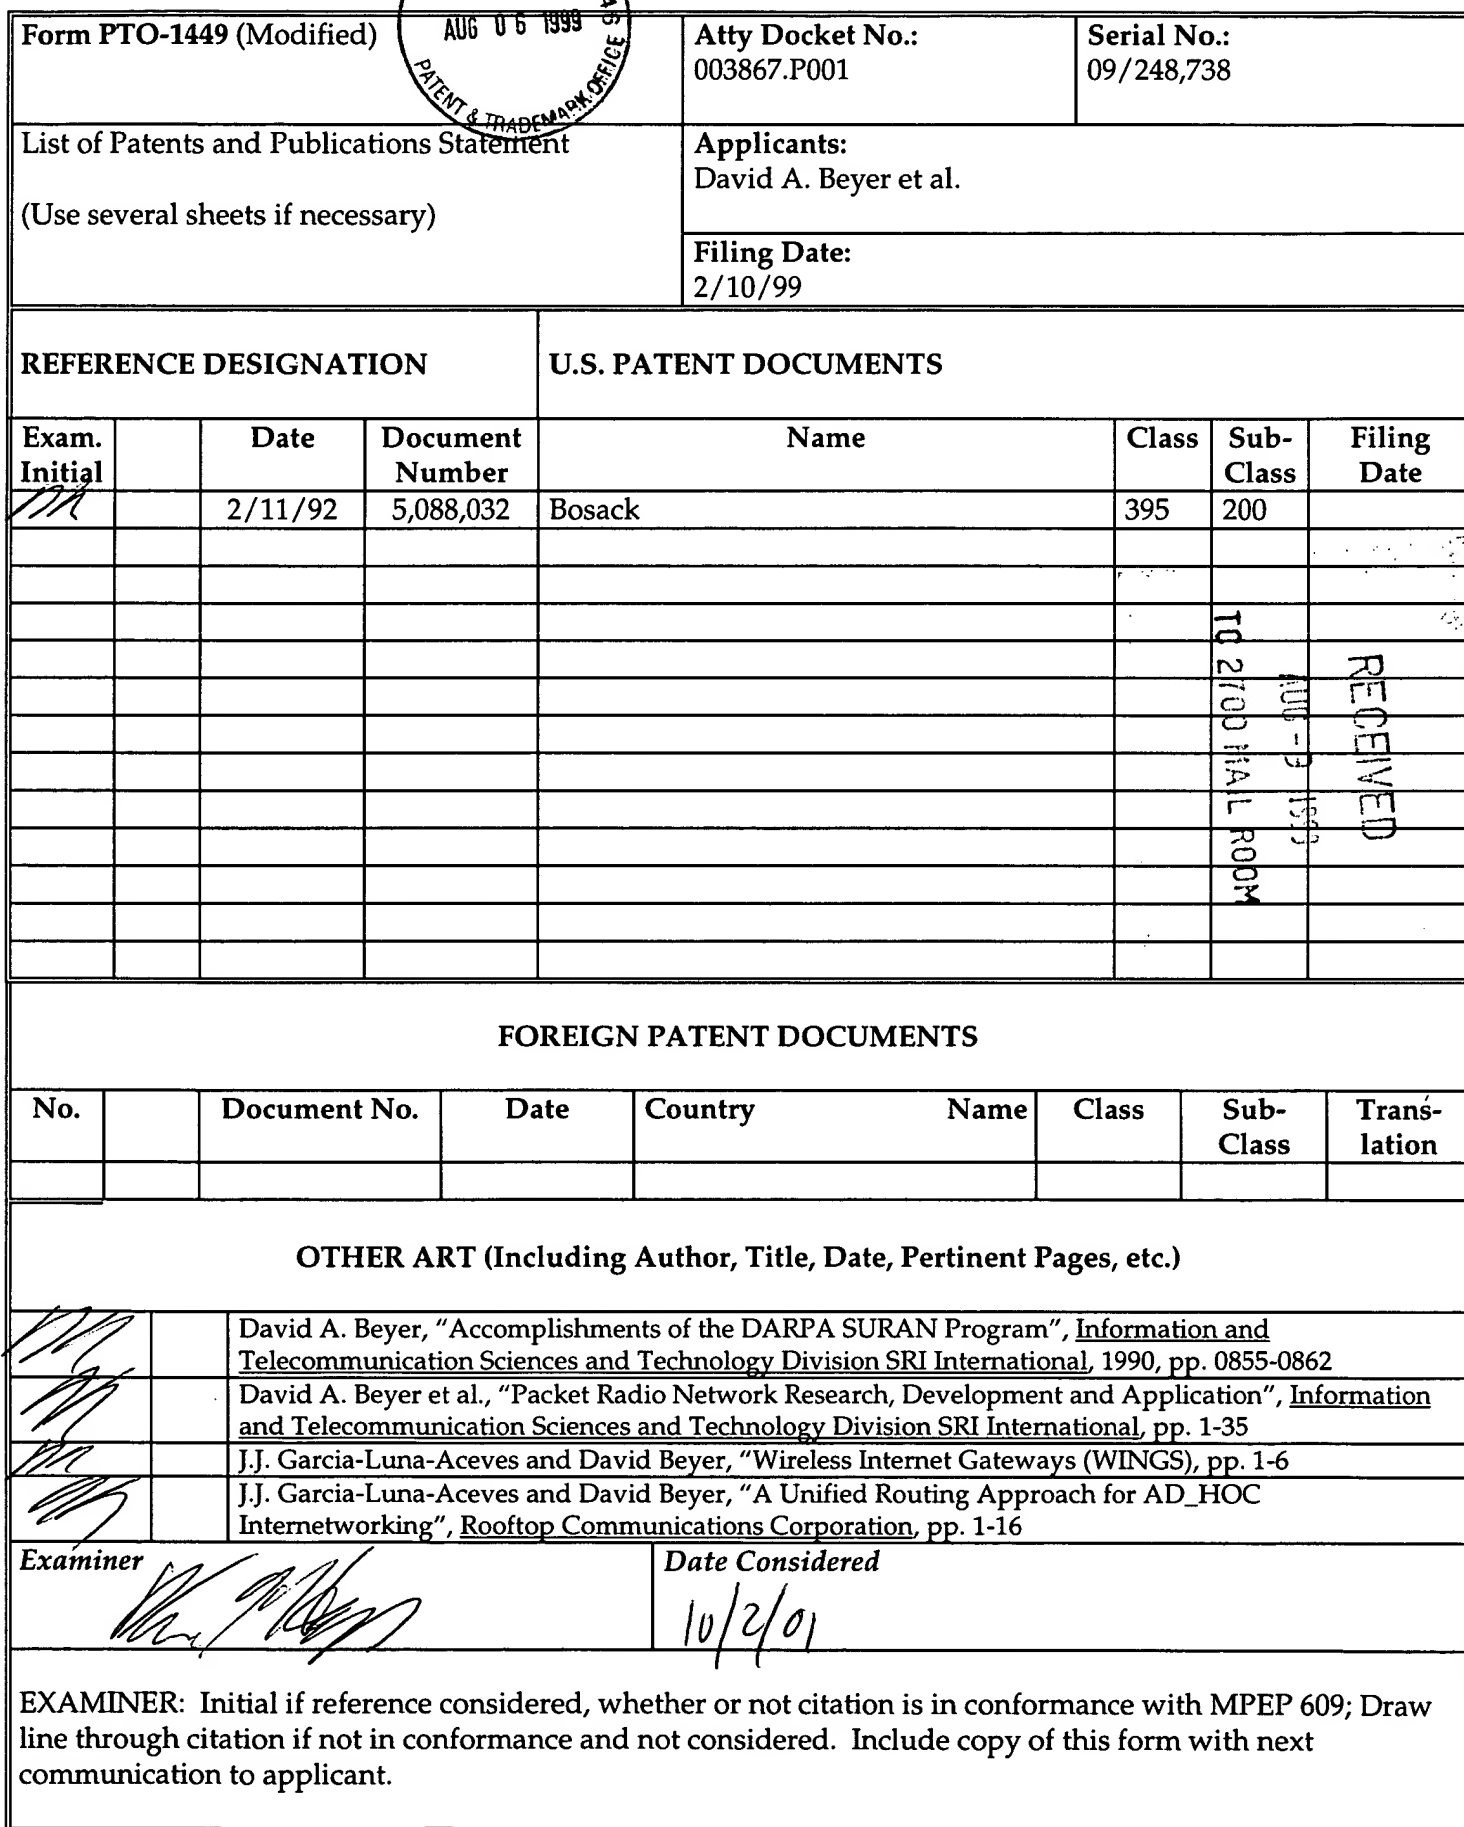 Form PTO-1449 (Modified)
AUG 06 1999
PATENT & TRADEMARK OFFICE
Atty Docket No.:
003867.P001
Serial No.:
09/248,738
List of Patents and Publications Statement
(Use several sheets if necessary)
Applicants:
David A. Beyer et al.
Filing Date:
2/10/99
REFERENCE DESIGNATION
U.S. PATENT DOCUMENTS
Exam. Initial
Date
Document Number
Name
Class
Sub-Class
Filing Date
2/11/92 5,088,032 Bosack 395 200
RECEIVED
AUG -9 1999
TO 2700 MAIL ROOM
FOREIGN PATENT DOCUMENTS
No.
Document No.
Date
Country
Name
Class
Sub-Class
Trans-lation
OTHER ART (Including Author, Title, Date, Pertinent Pages, etc.)
David A. Beyer, “Accomplishments of the DARPA SURAN Program”, Information and
Telecommunication Sciences and Technology Division SRI International, 1990, pp. 0855-0862
David A. Beyer et al., “Packet Radio Network Research, Development and Application”, Information
and Telecommunication Sciences and Technology Division SRI International, pp. 1-35
J.J. Garcia-Luna-Aceves and David Beyer, “Wireless Internet Gateways (WINGS), pp. 1-6
J.J. Garcia-Luna-Aceves and David Beyer, “A Unified Routing Approach for AD_HOC
Internetworking”, Rooftop Communications Corporation, pp. 1-16
Examiner
Date Considered
10/2/01
EXAMINER: Initial if reference considered, whether or not citation is in conformance with MPEP 609; Draw
line through citation if not in conformance and not considered. Include copy of this form with next
communication to applicant.